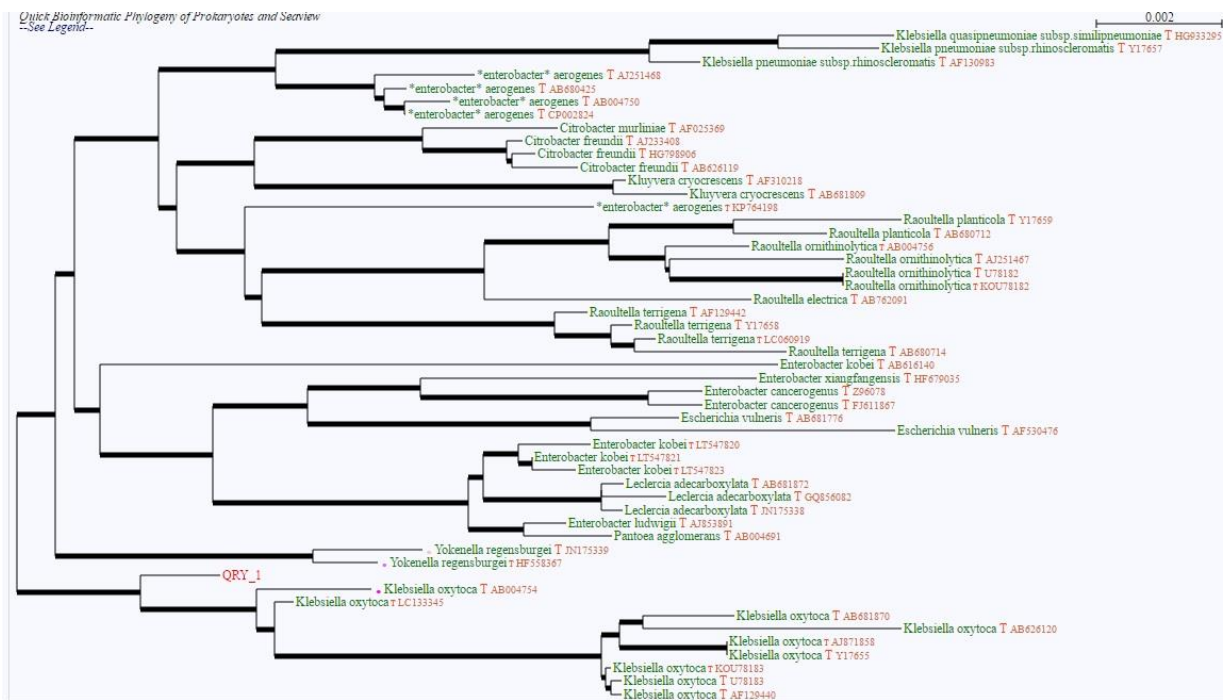 Quick Bioinformatic Phylogeny of Prokaryotes and Seaview
--See Legend--
0.002
Klebsiella quasipneumoniae subsp.similipneumoniae T HG933295
Klebsiella pneumoniae subsp.rhinoscleromatis T Y17657
Klebsiella pneumoniae subsp.rhinoscleromatis T AF130983
*enterobacter* aerogenes T AJ251468
*enterobacter* aerogenes T AB680425
*enterobacter* aerogenes T AB004750
*enterobacter* aerogenes T CP002824
Citrobacter murliniae T AF025369
Citrobacter freundii T AJ233408
Citrobacter freundii T HG798906
Citrobacter freundii T AB626119
Kluyvera cryocrescens T AF310218
Kluyvera cryocrescens T AB681809
*enterobacter* aerogenes T KP764198
Raoultella planticola T Y17659
Raoultella planticola T AB680712
Raoultella ornithinolytica T AB004756
Raoultella ornithinolytica T AJ251467
Raoultella ornithinolytica T U78182
Raoultella ornithinolytica T KOU78182
Raoultella electrica T AB762091
Raoultella terrigena T AF129442
Raoultella terrigena T Y17658
Raoultella terrigena T LC060919
Raoultella terrigena T AB680714
Enterobacter kobei T AB616140
Enterobacter xiangfangensis T HF679035
Enterobacter cancerogenus T Z96078
Enterobacter cancerogenus T FJ611867
Escherichia vulneris T AB681776
Escherichia vulneris T AF530476
Enterobacter kobei T LT547820
Enterobacter kobei T LT547821
Enterobacter kobei T LT547823
Leclercia adecarboxylata T AB681872
Leclercia adecarboxylata T GQ856082
Leclercia adecarboxylata T JN175338
Enterobacter ludwigii T AJ853891
Pantoea agglomerans T AB004691
Yokenella regensburgei T JN175339
Yokenella regensburgei T HF558367
QRY_1
Klebsiella oxytoca T AB004754
Klebsiella oxytoca T LC133345
Klebsiella oxytoca T AB681870
Klebsiella oxytoca T AB626120
Klebsiella oxytoca T AJ871858
Klebsiella oxytoca T Y17655
Klebsiella oxytoca T KOU78183
Klebsiella oxytoca T U78183
Klebsiella oxytoca T AF129440